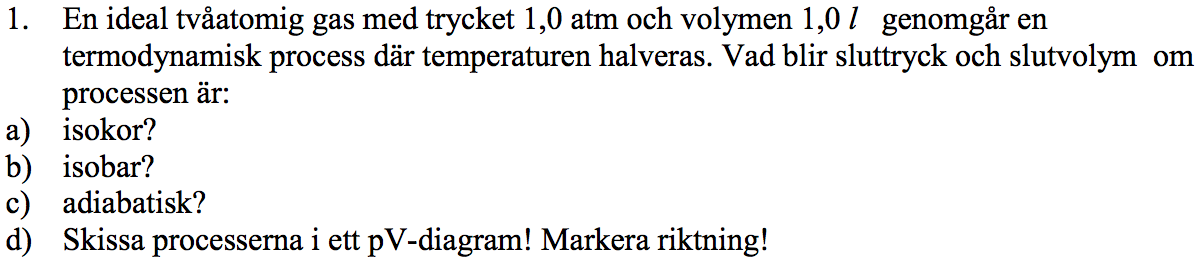 1. En ideal tvåatomig gas med trycket 1,0 atm och volymen 1,0 l genomgår en
termodynamisk process där temperaturen halveras. Vad blir sluttryck och slutvolym om
processen är:
a) isokor?
b) isobar?
c) adiabatisk?
d) Skissa processerna i ett pV-diagram! Markera riktning!